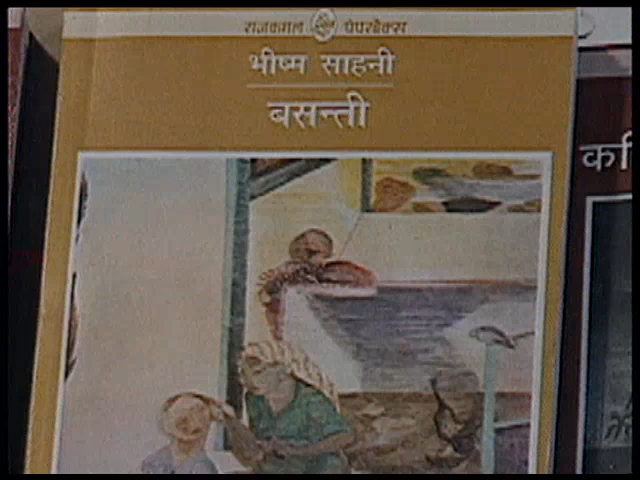 राजकमल पेपरबैक्स
भीष्म साहनी
बसन्ती